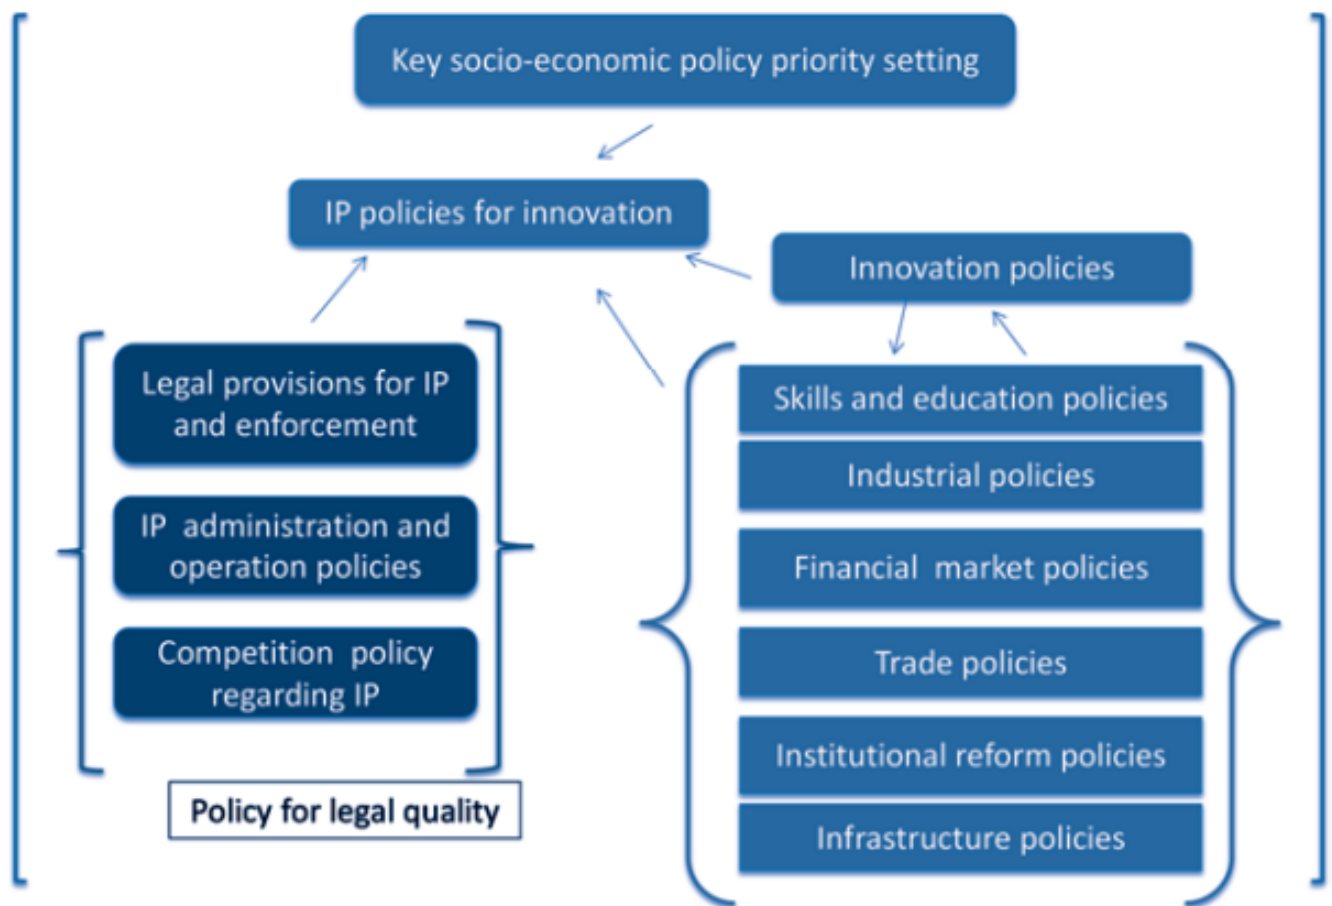 Key socio-economic policy priority setting
IP policies for innovation
Innovation policies
Legal provisions for IP
and enforcement
IP administration and
operation policies
Competition policy
regarding IP
Policy for legal quality
Skills and education policies
Industrial policies
Financial market policies
Trade policies
Institutional reform policies
Infrastructure policies